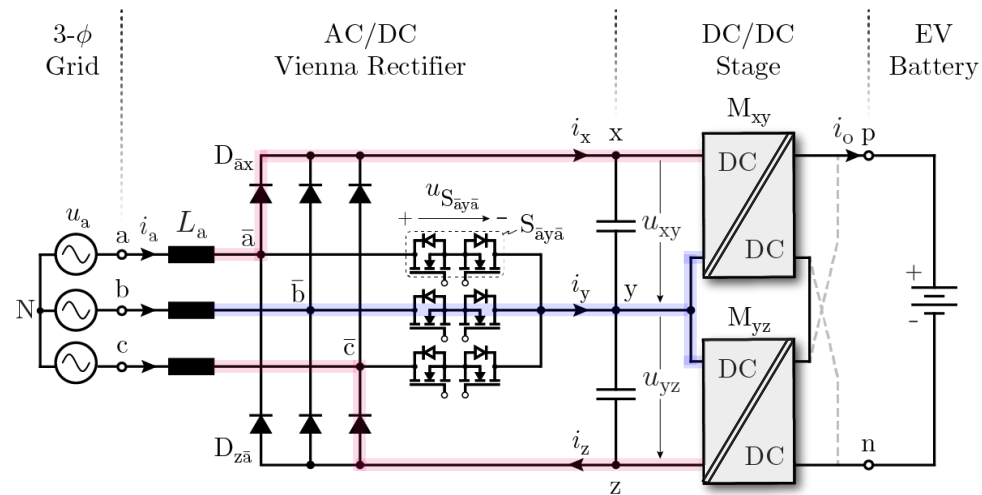 3-ϕ
Grid
AC/DC
Vienna Rectifier
DC/DC
Stage
EV
Battery
M_xy
D_āx
i_x
x
DC
i_o
p
u_Sāyā
+
-
S_āyā
u_a
a
i_a
L_a
ā
u_xy
DC
b
b̄
i_y
y
+
-
N
M_yz
c
c̄
DC
u_yz
D_zā
i_z
DC
n
z